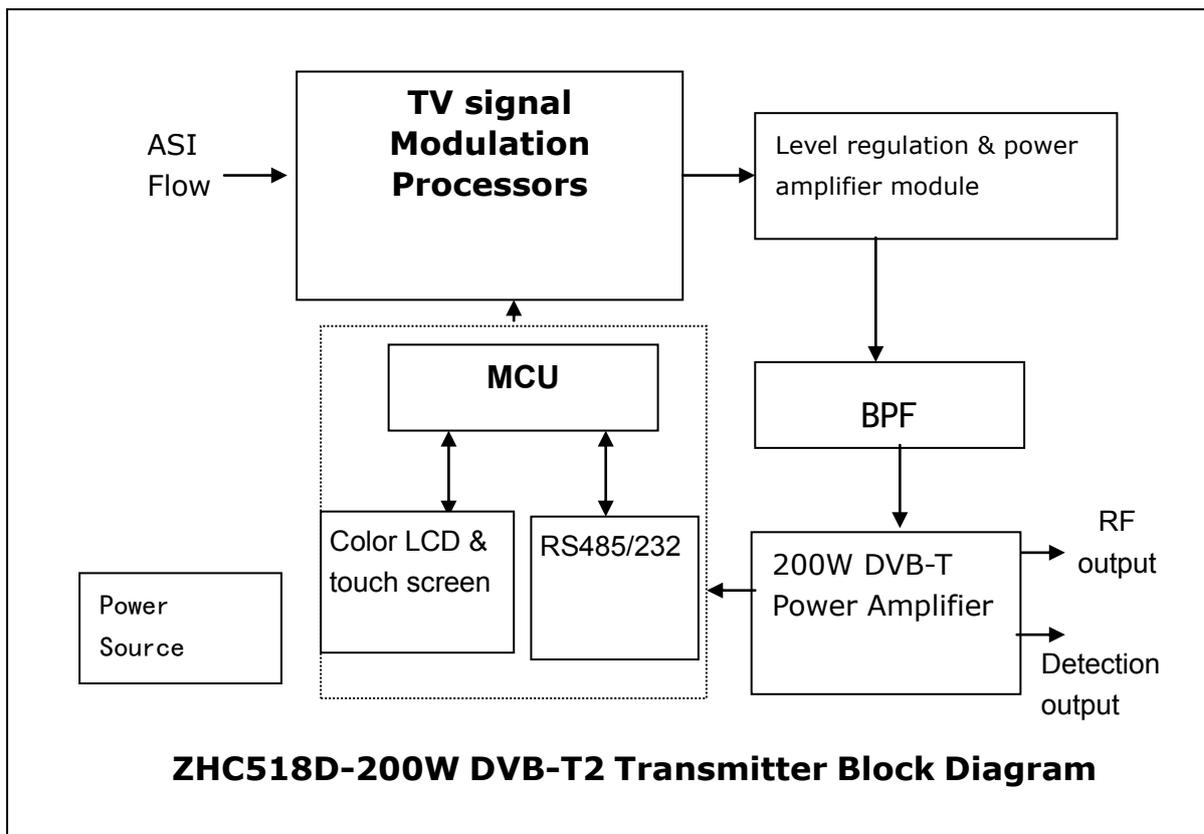 TV signal
Modulation
Processors
ASI
Flow
Level regulation & power
amplifier module
MCU
BPF
Color LCD &
touch screen
RS485/232
200W DVB-T
Power Amplifier
RF
output
Detection
output
Power
Source
ZHC518D-200W DVB-T2 Transmitter Block Diagram